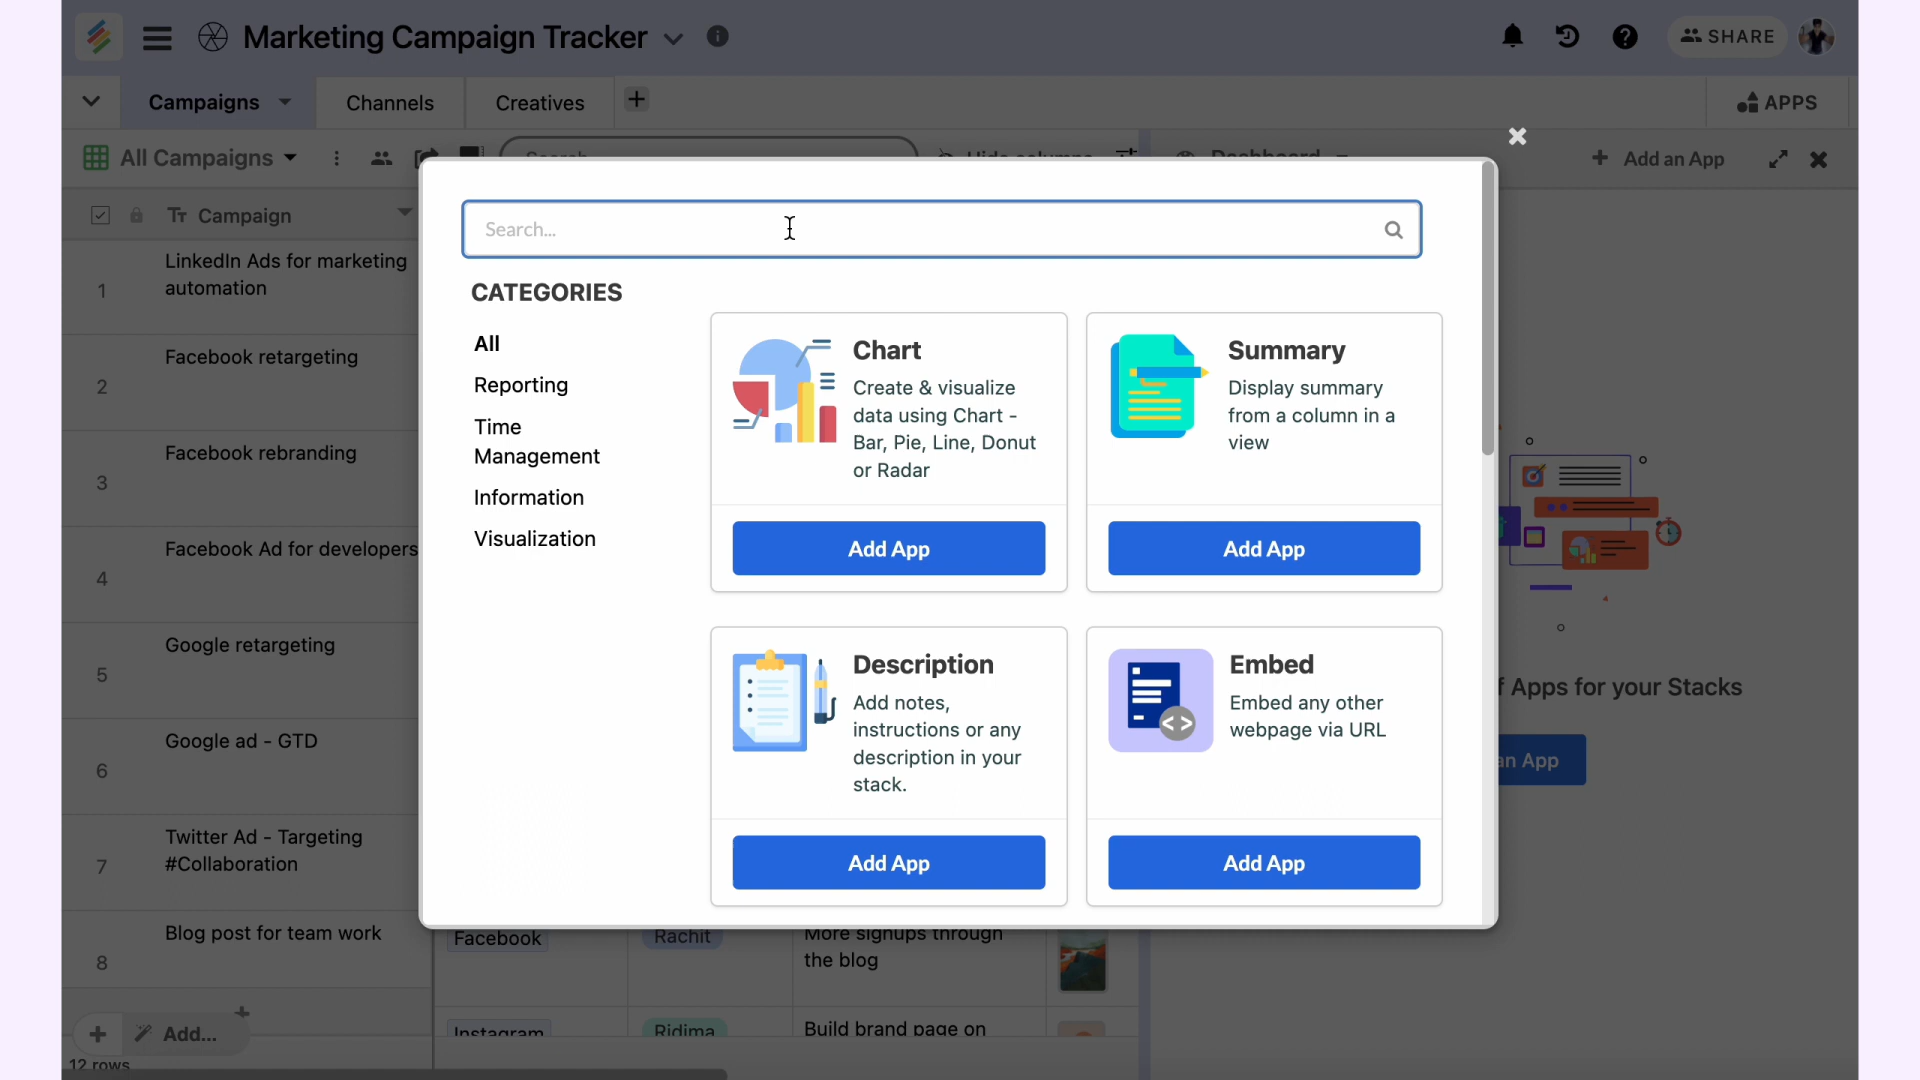 Marketing Campaign Tracker
SHARE
Campaigns
Channels
Creatives
APPS
All Campaigns
Search
Hide columns
Dashboard
Add an App
Campaign
Search...
CATEGORIES
All
Reporting
Time
Management
Information
Visualization
Chart
Create & visualize
data using Chart -
Bar, Pie, Line, Donut
or Radar
Add App
Summary
Display summary
from a column in a
view
Add App
Description
Add notes,
instructions or any
description in your
stack.
Add App
Embed
Embed any other
webpage via URL
Add App
1
LinkedIn Ads for marketing
automation
2
Facebook retargeting
3
Facebook rebranding
4
Facebook Ad for developers
5
Google retargeting
6
Google ad - GTD
7
Twitter Ad - Targeting
#Collaboration
8
Blog post for team work
Facebook
Rachit
More signups through
the blog
Instagram
Ridima
Build brand page on
f Apps for your Stacks
an App
Add...
12 rows